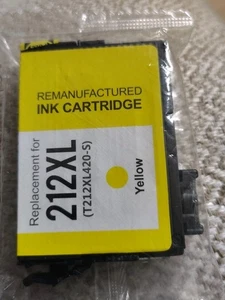 REMANUFACTURED
INK CARTRIDGE
Replacement for
212XL
(T212XL420-S)
Yellow